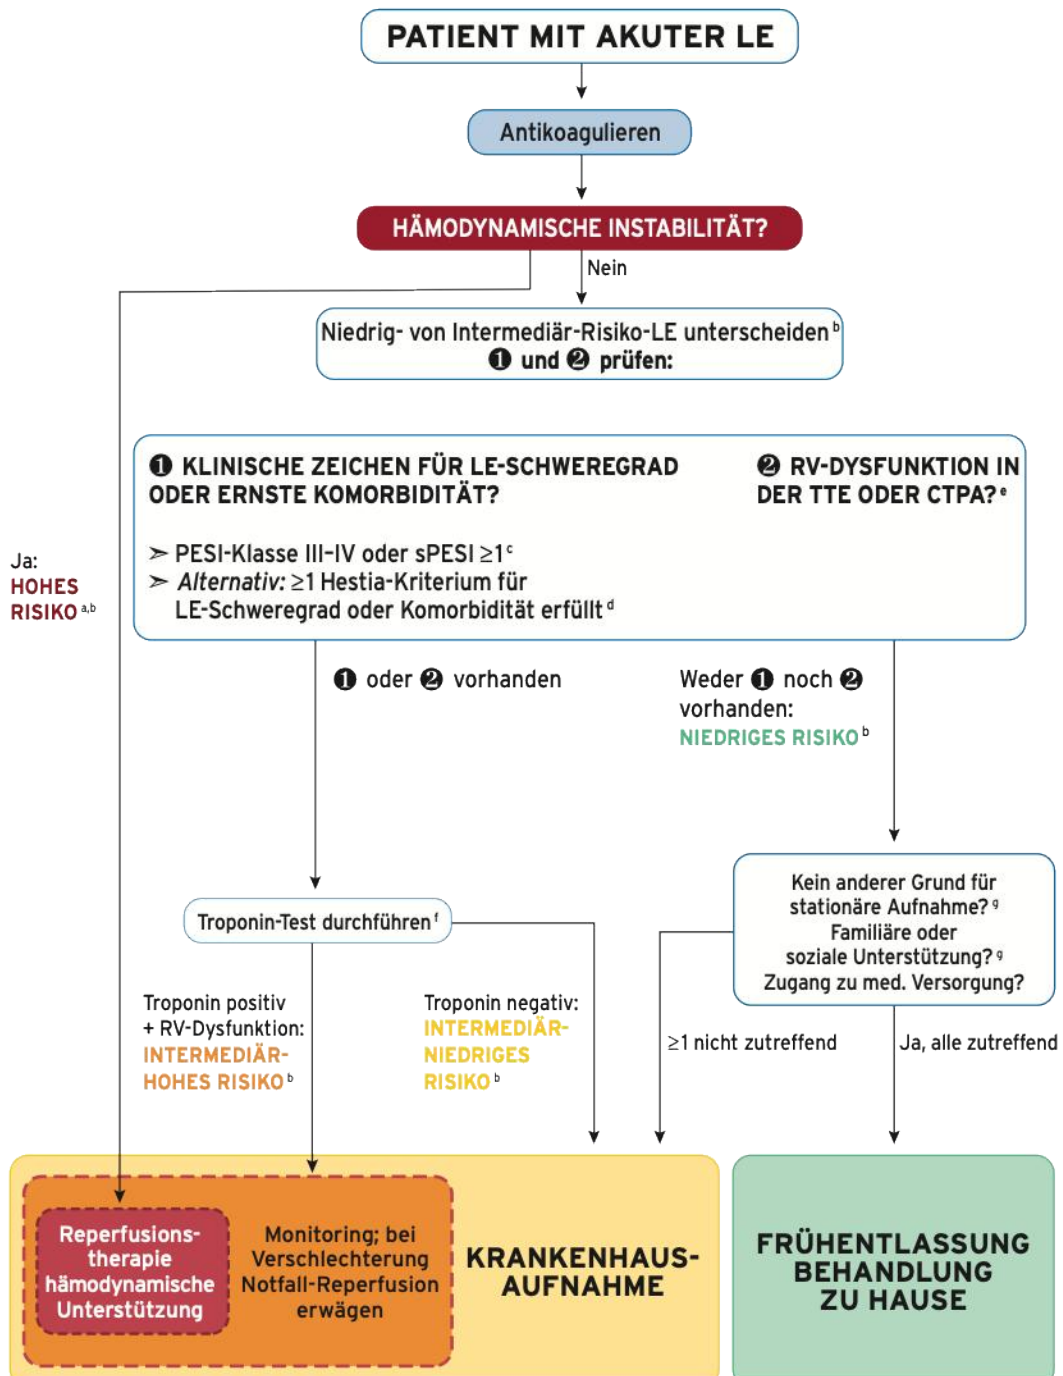 PATIENT MIT AKUTER LE
Antikoagulieren
HÄMODYNAMISCHE INSTABILITÄT?
Nein
Niedrig- von Intermediär-Risiko-LE unterscheiden b
❶ und ❷ prüfen:
❶ KLINISCHE ZEICHEN FÜR LE-SCHWEREGRAD
ODER ERNSTE KOMORBIDITÄT?
➣ PESI-Klasse III–IV oder sPESI ≥1 c
➣ Alternativ: ≥1 Hestia-Kriterium für
LE-Schweregrad oder Komorbidität erfüllt d
❷ RV-DYSFUNKTION IN
DER TTE ODER CTPA? e
Ja:
HOHES
RISIKO a,b
❶ oder ❷ vorhanden
Weder ❶ noch ❷
vorhanden:
NIEDRIGES RISIKO b
Troponin-Test durchführen f
Kein anderer Grund für
stationäre Aufnahme? g
Familiäre oder
soziale Unterstützung? g
Zugang zu med. Versorgung?
Troponin positiv
+ RV-Dysfunktion:
INTERMEDIÄR-
HOHES RISIKO b
Troponin negativ:
INTERMEDIÄR-
NIEDRIGES
RISIKO b
≥1 nicht zutreffend
Ja, alle zutreffend
Reperfusions-
therapie
hämodynamische
Unterstützung
Monitoring; bei
Verschlechterung
Notfall-Reperfusion
erwägen
KRANKENHAUS-
AUFNAHME
FRÜHENTLASSUNG
BEHANDLUNG
ZU HAUSE